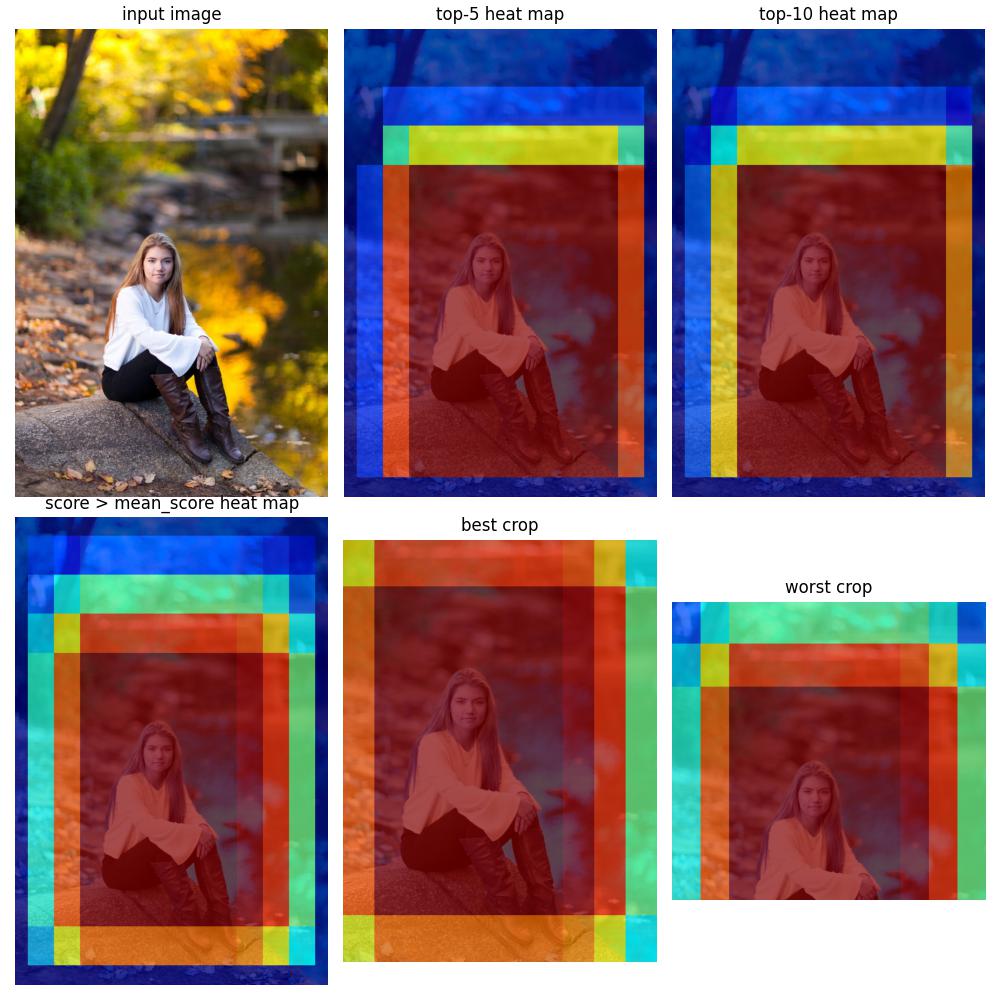 input image
top-5 heat map
top-10 heat map
score > mean_score heat map
best crop
worst crop